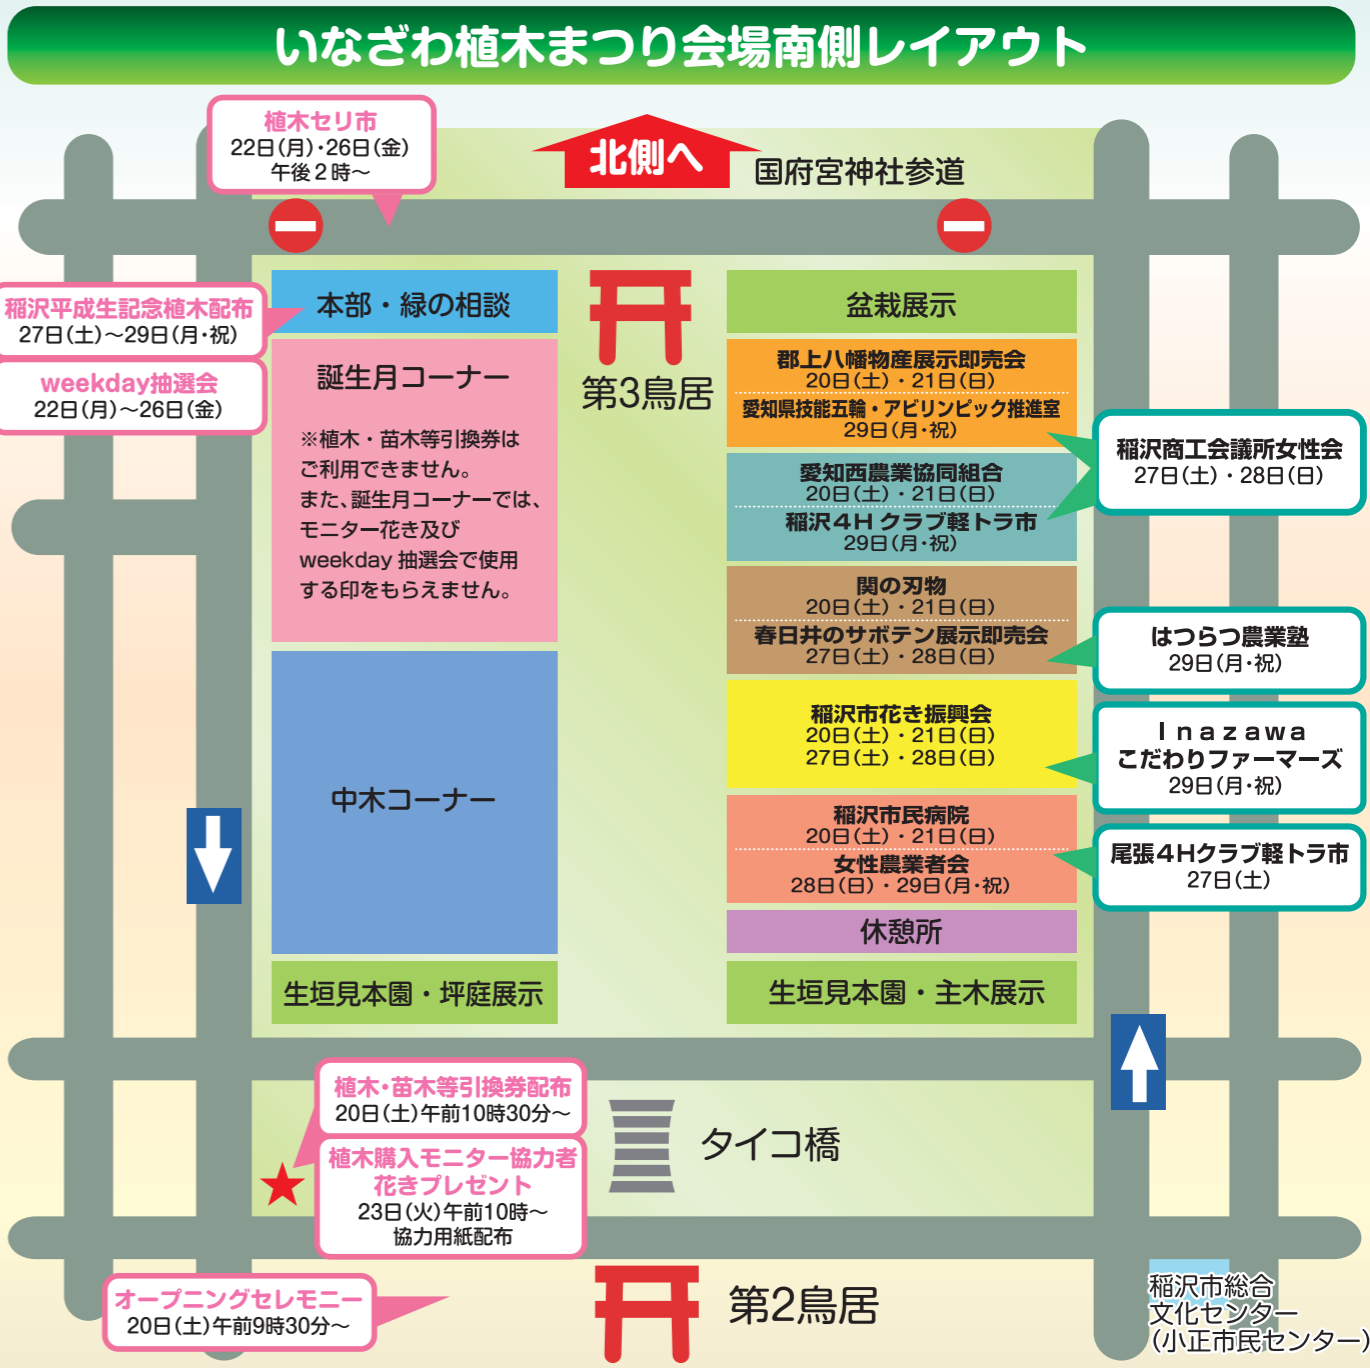 いなざわ植木まつり会場南側レイアウト
植木セリ市
22日(月)・26日(金)
午後2時～
北側へ
国府宮神社参道
稲沢平成生記念植木配布
27日(土)～29日(月・祝)
weekday抽選会
22日(月)～26日(金)
本部・緑の相談
誕生月コーナー
※植木・苗木等引換券は
ご利用できません。
また、誕生月コーナーでは、
モニター花き及び
weekday 抽選会で使用
する印をもらえません。
中木コーナー
生垣見本園・坪庭展示
第3鳥居
盆栽展示
郡上八幡物産展示即売会
20日(土)・21日(日)
愛知県技能五輪・アビリンピック推進室
29日(月・祝)
愛知西農業協同組合
20日(土)・21日(日)
稲沢4Hクラブ軽トラ市
29日(月・祝)
関の刃物
20日(土)・21日(日)
春日井のサボテン展示即売会
27日(土)・28日(日)
稲沢市花き振興会
20日(土)・21日(日)
27日(土)・28日(日)
稲沢市民病院
20日(土)・21日(日)
女性農業者会
28日(日)・29日(月・祝)
休憩所
生垣見本園・主木展示
稲沢商工会議所女性会
27日(土)・28日(日)
はつらつ農業塾
29日(月・祝)
Inazawa
こだわりファーマーズ
29日(月・祝)
尾張4Hクラブ軽トラ市
27日(土)
植木・苗木等引換券配布
20日(土)午前10時30分～
植木購入モニター協力者
花きプレゼント
23日(火)午前10時～
協力用紙配布
タイコ橋
オープニングセレモニー
20日(土)午前9時30分～
第2鳥居
稲沢市総合
文化センター
(小正市民センター)